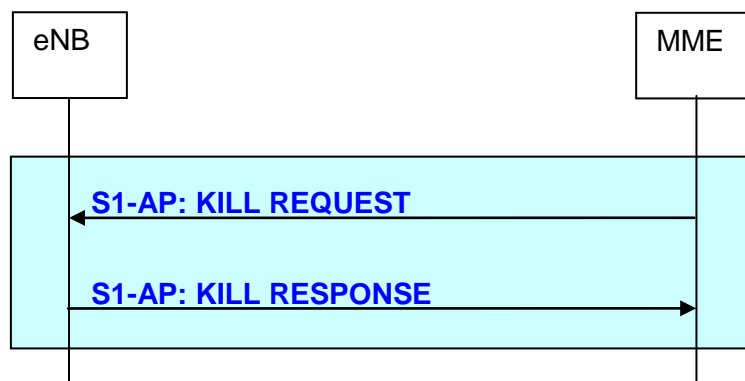 eNB
MME
S1-AP: KILL REQUEST
S1-AP: KILL RESPONSE